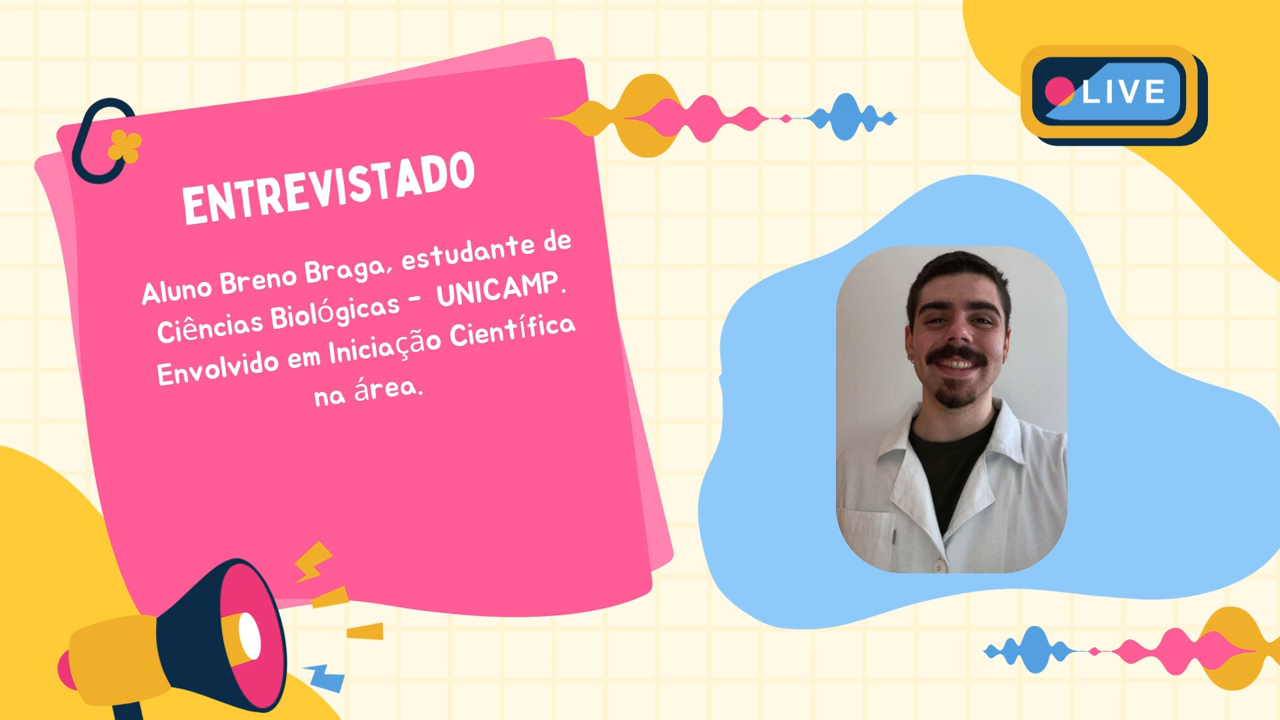 ENTREVISTADO
Aluno Breno Braga, estudante de
Ciências Biológicas - UNICAMP.
Envolvido em Iniciação Científica
na área.
LIVE